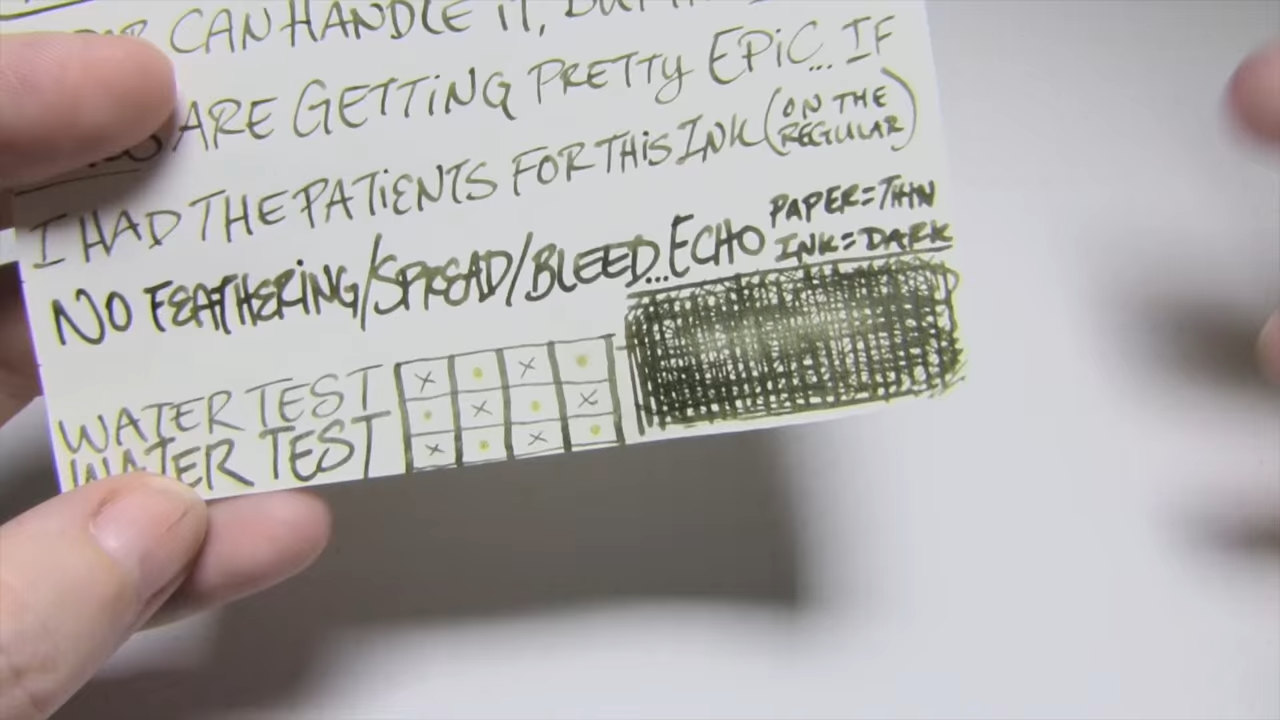 CAN HANDLE IT,
ARE GETTING PRETTY EPIC... IF
I HAD THE PATIENTS FOR THIS INK (ON THE REGULAR)
NO FEATHERING/SPREAD/BLEED...ECHO
PAPER=THIN
INK=DARK
WATER TEST
WATER TEST